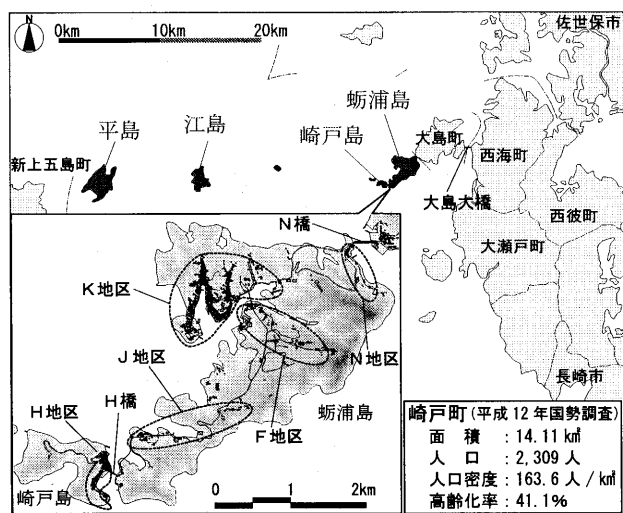 N
0km 10km 20km
佐世保市
蛎浦島
平島
江島
崎戸島
大島町
西海町
新上五島町
大島大橋
西彼町
N橋
大瀬戸町
K地区
N地区
J地区
長崎市
H地区
H橋
F地区
蛎浦島
崎戸島
0 1 2km
崎戸町(平成12年国勢調査)
面 積 : 14.11 k㎡
人 口 : 2,309 人
人口密度 : 163.6 人/k㎡
高齢化率 : 41.1%